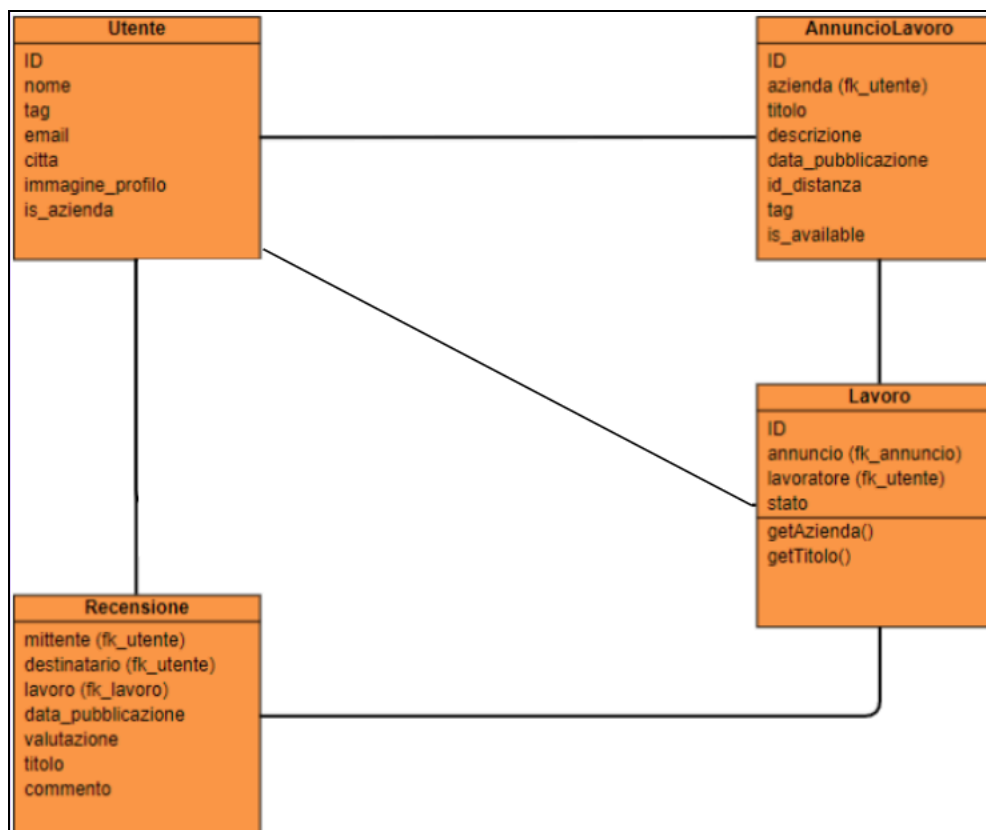 Utente
ID
nome
tag
email
citta
immagine_profilo
is_azienda
AnnuncioLavoro
ID
azienda (fk_utente)
titolo
descrizione
data_pubblicazione
id_distanza
tag
is_available
Lavoro
ID
annuncio (fk_annuncio)
lavoratore (fk_utente)
stato
getAzienda()
getTitolo()
Recensione
mittente (fk_utente)
destinatario (fk_utente)
lavoro (fk_lavoro)
data_pubblicazione
valutazione
titolo
commento